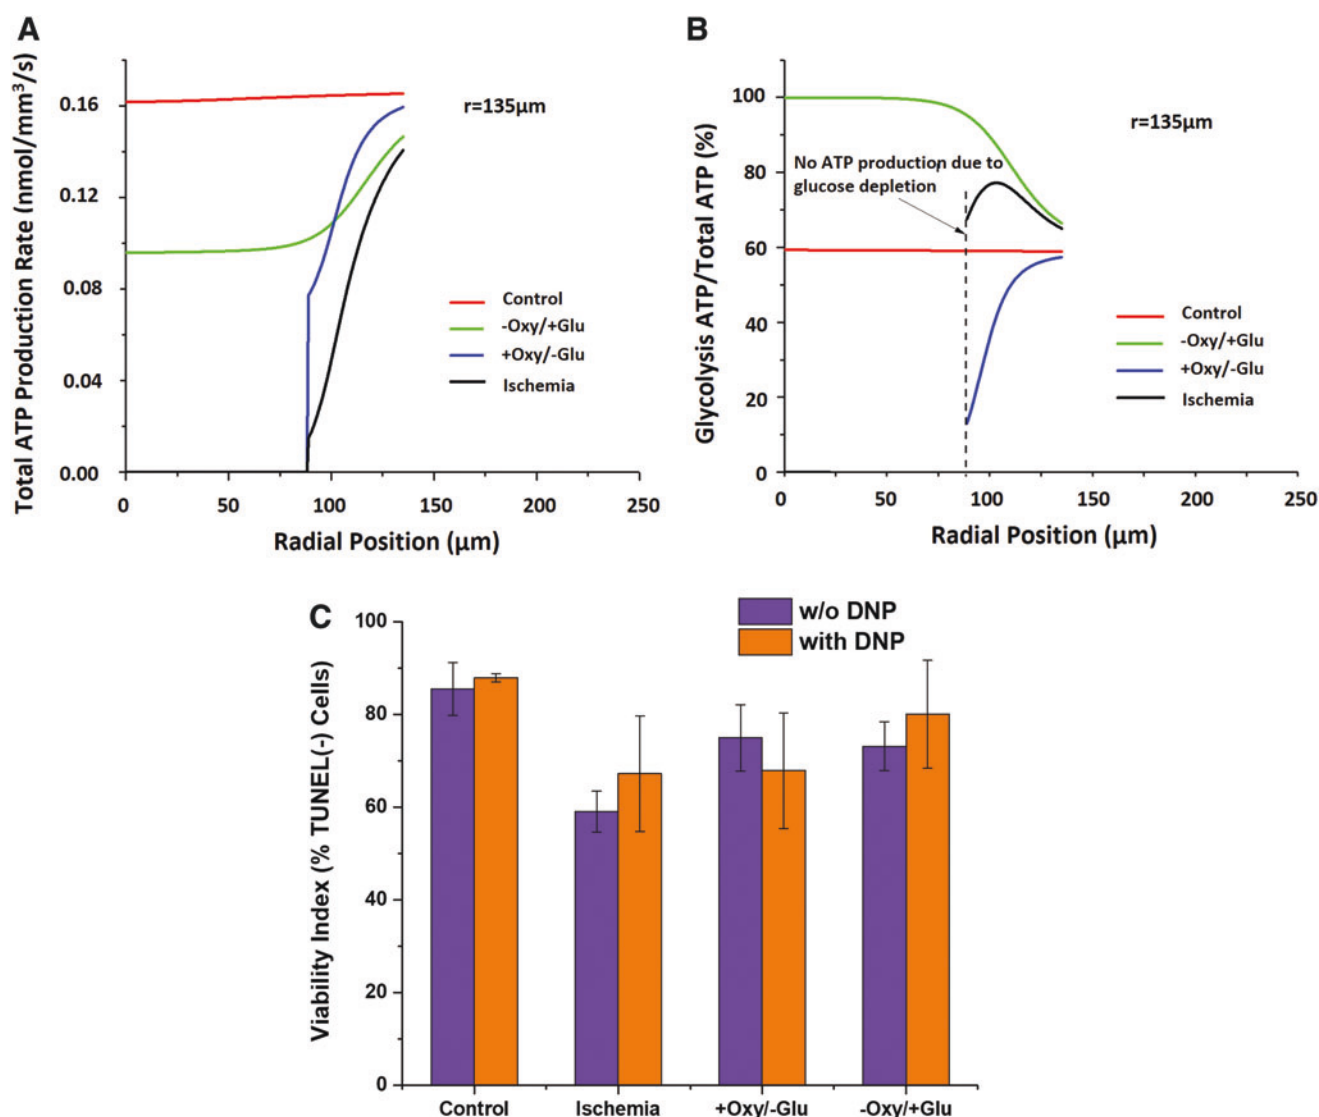 A
Total ATP Production Rate (nmol/mm³/s)
0.16
0.12
0.08
0.04
0.00
r=135µm
Control
-Oxy/+Glu
+Oxy/-Glu
Ischemia
0 50 100 150 200 250
Radial Position (µm)
B
Glycolysis ATP/Total ATP (%)
100
80
60
40
20
0
r=135µm
No ATP production due to
glucose depletion
Control
-Oxy/+Glu
+Oxy/-Glu
Ischemia
0 50 100 150 200 250
Radial Position (µm)
C
Viability Index (% TUNEL(-) Cells)
100
80
60
40
20
0
w/o DNP
with DNP
Control Ischemia +Oxy/-Glu -Oxy/+Glu